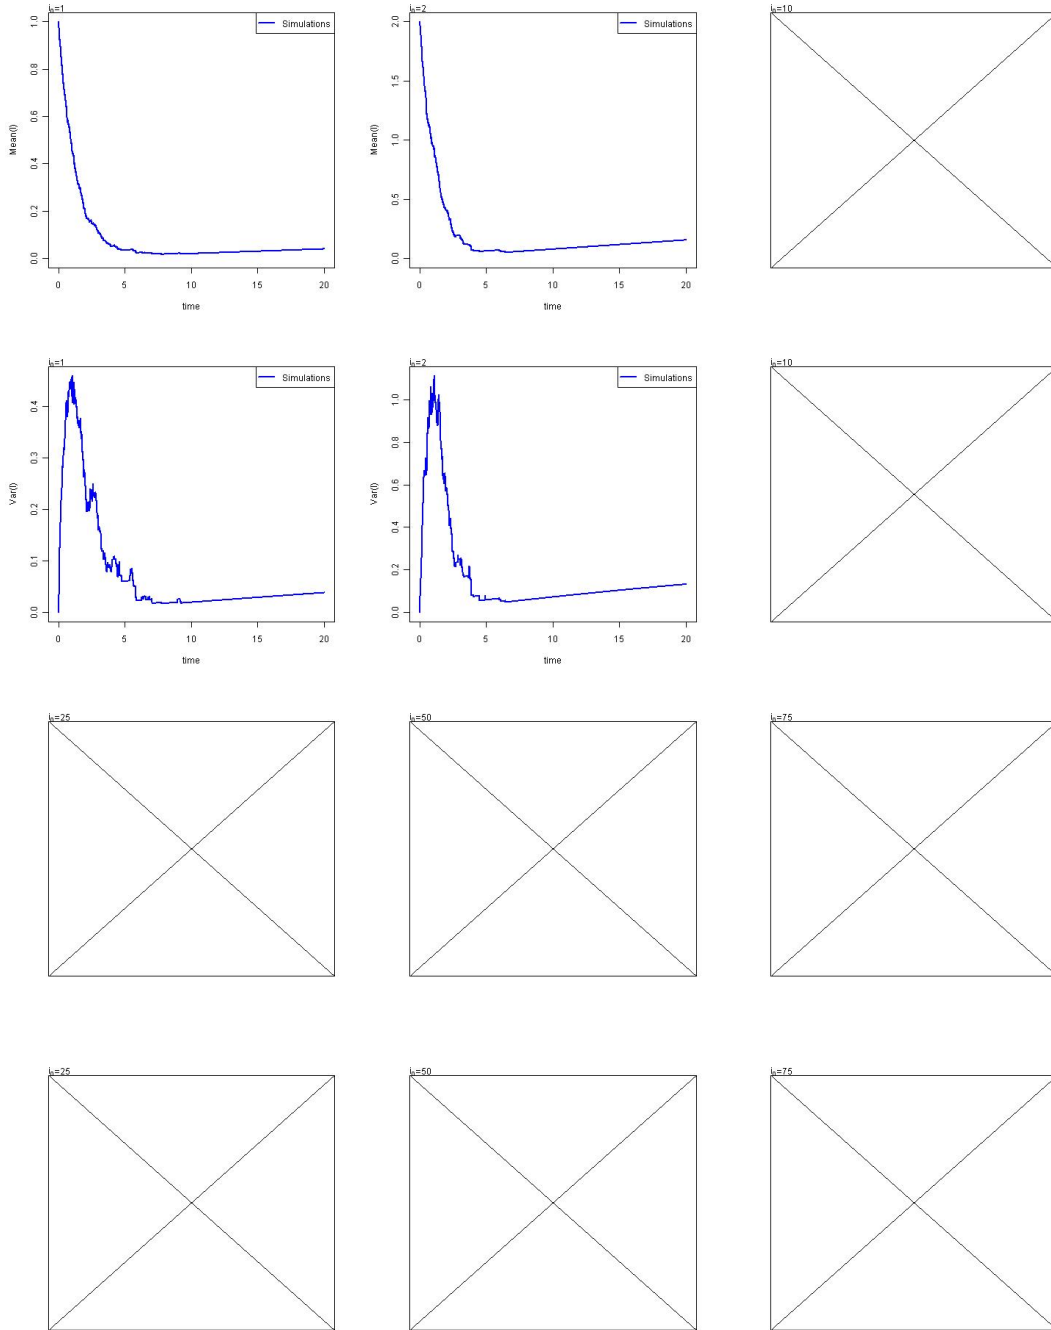 i₀=1
Simulations
Mean(I)
0.0 0.2 0.4 0.6 0.8 1.0
0 5 10 15 20
time
i₀=2
Simulations
Mean(I)
0.0 0.5 1.0 1.5 2.0
0 5 10 15 20
time
i₀=10
i₀=1
Simulations
Var(I)
0.0 0.1 0.2 0.3 0.4
0 5 10 15 20
time
i₀=2
Simulations
Var(I)
0.0 0.2 0.4 0.6 0.8 1.0
0 5 10 15 20
time
i₀=10
i₀=25
i₀=50
i₀=75
i₀=25
i₀=50
i₀=75